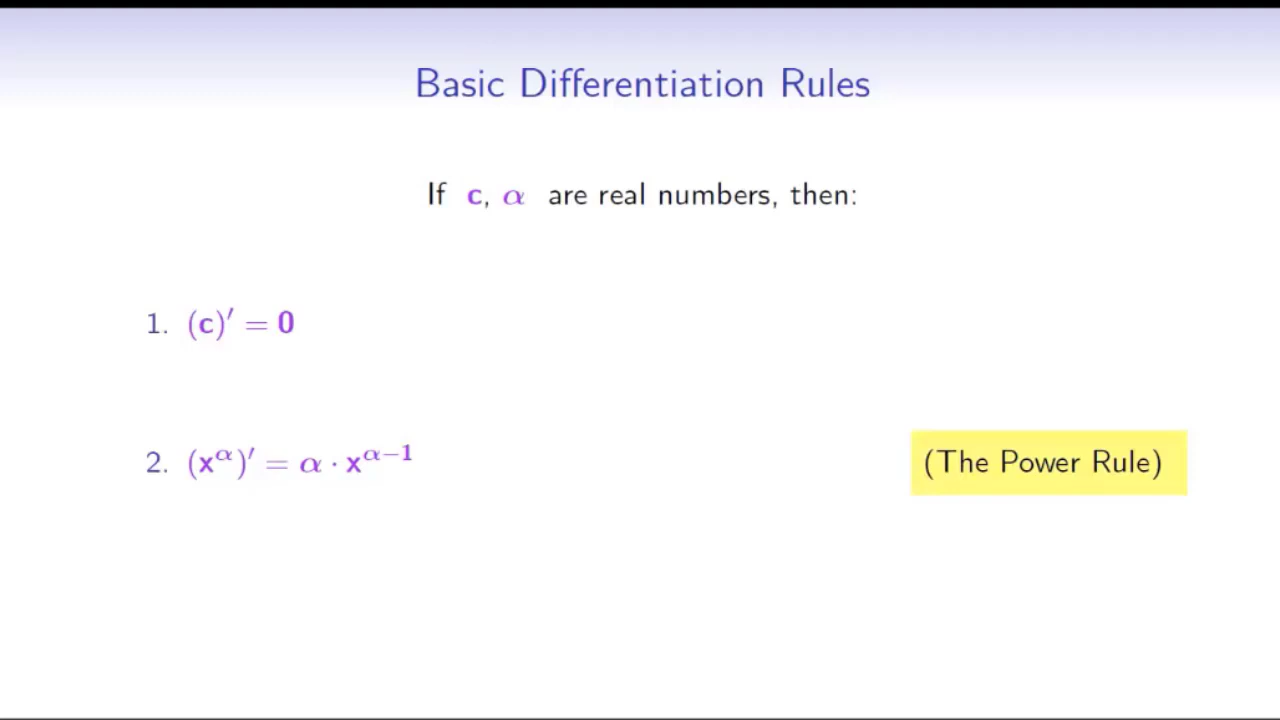 Basic Differentiation Rules
If c, α are real numbers, then:
1. (c)′ = 0
2. (x^α)′ = α · x^{α−1} (The Power Rule)